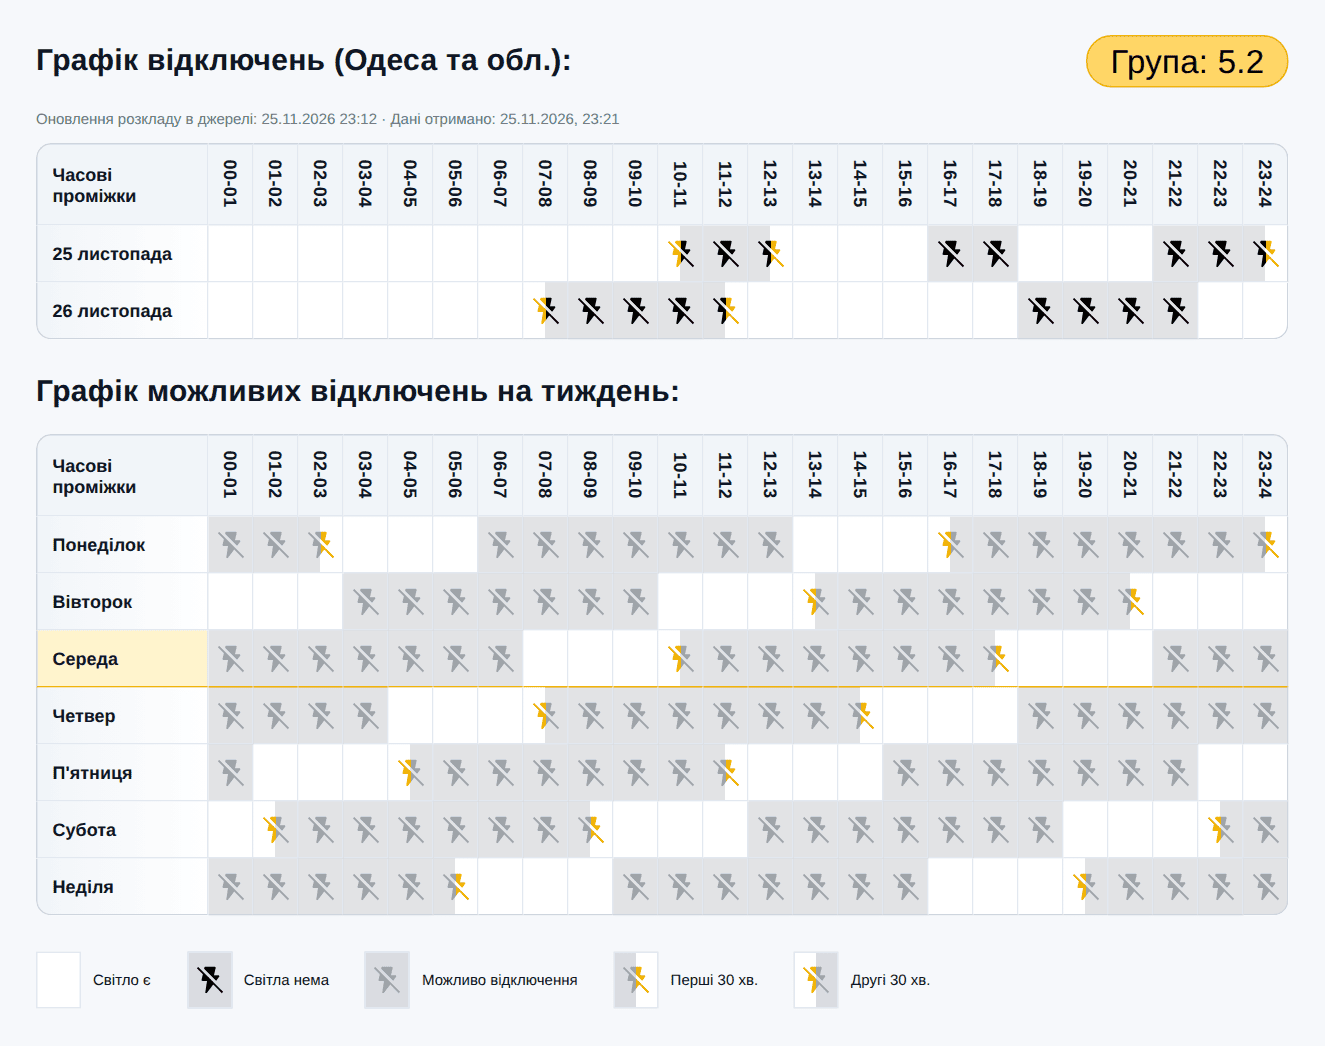 Графік відключень (Одеса та обл.):
Група: 5.2
Оновлення розкладу в джерелі: 25.11.2026 23:12 · Дані отримано: 25.11.2026, 23:21
Часові проміжки 00-01 01-02 02-03 03-04 04-05 05-06 06-07 07-08 08-09 09-10 10-11 11-12 12-13 13-14 14-15 15-16 16-17 17-18 18-19 19-20 20-21 21-22 22-23 23-24
25 листопада
26 листопада
Графік можливих відключень на тиждень:
Часові проміжки 00-01 01-02 02-03 03-04 04-05 05-06 06-07 07-08 08-09 09-10 10-11 11-12 12-13 13-14 14-15 15-16 16-17 17-18 18-19 19-20 20-21 21-22 22-23 23-24
Понеділок
Вівторок
Середа
Четвер
П'ятниця
Субота
Неділя
Світло є Світла нема Можливо відключення Перші 30 хв. Другі 30 хв.